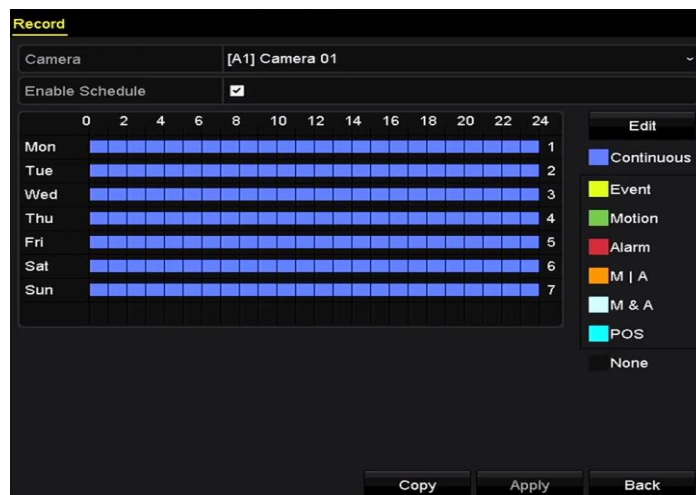 Record
Camera [A1] Camera 01
Enable Schedule
0 2 4 6 8 10 12 14 16 18 20 22 24 Edit
Mon 1
Continuous
Tue 2
Wed 3
Event
Thu 4
Motion
Fri 5
Alarm
Sat 6
M | A
Sun 7
M & A
POS
None
Copy Apply Back